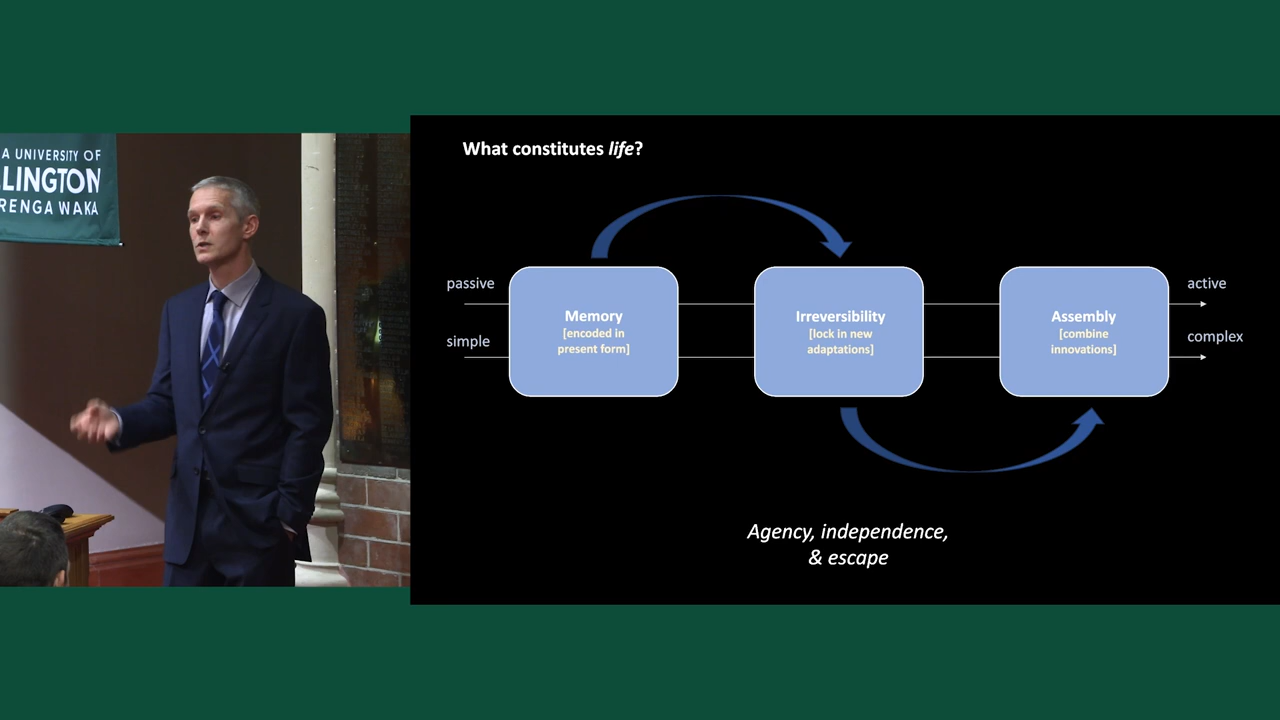 A UNIVERSITY OF
LINGTON
RENGA WAKA
What constitutes life?
passive
simple
Memory
[encoded in
present form]
Irreversibility
[lock in new
adaptations]
Assembly
[combine
innovations]
active
complex
Agency, independence,
& escape